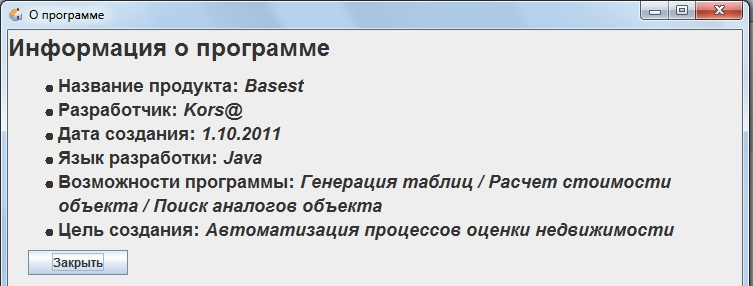 О программе
Информация о программе
Название продукта: Basest
Разработчик: Kors@
Дата создания: 1.10.2011
Язык разработки: Java
Возможности программы: Генерация таблиц / Расчет стоимости
объекта / Поиск аналогов объекта
Цель создания: Автоматизация процессов оценки недвижимости
Закрыть